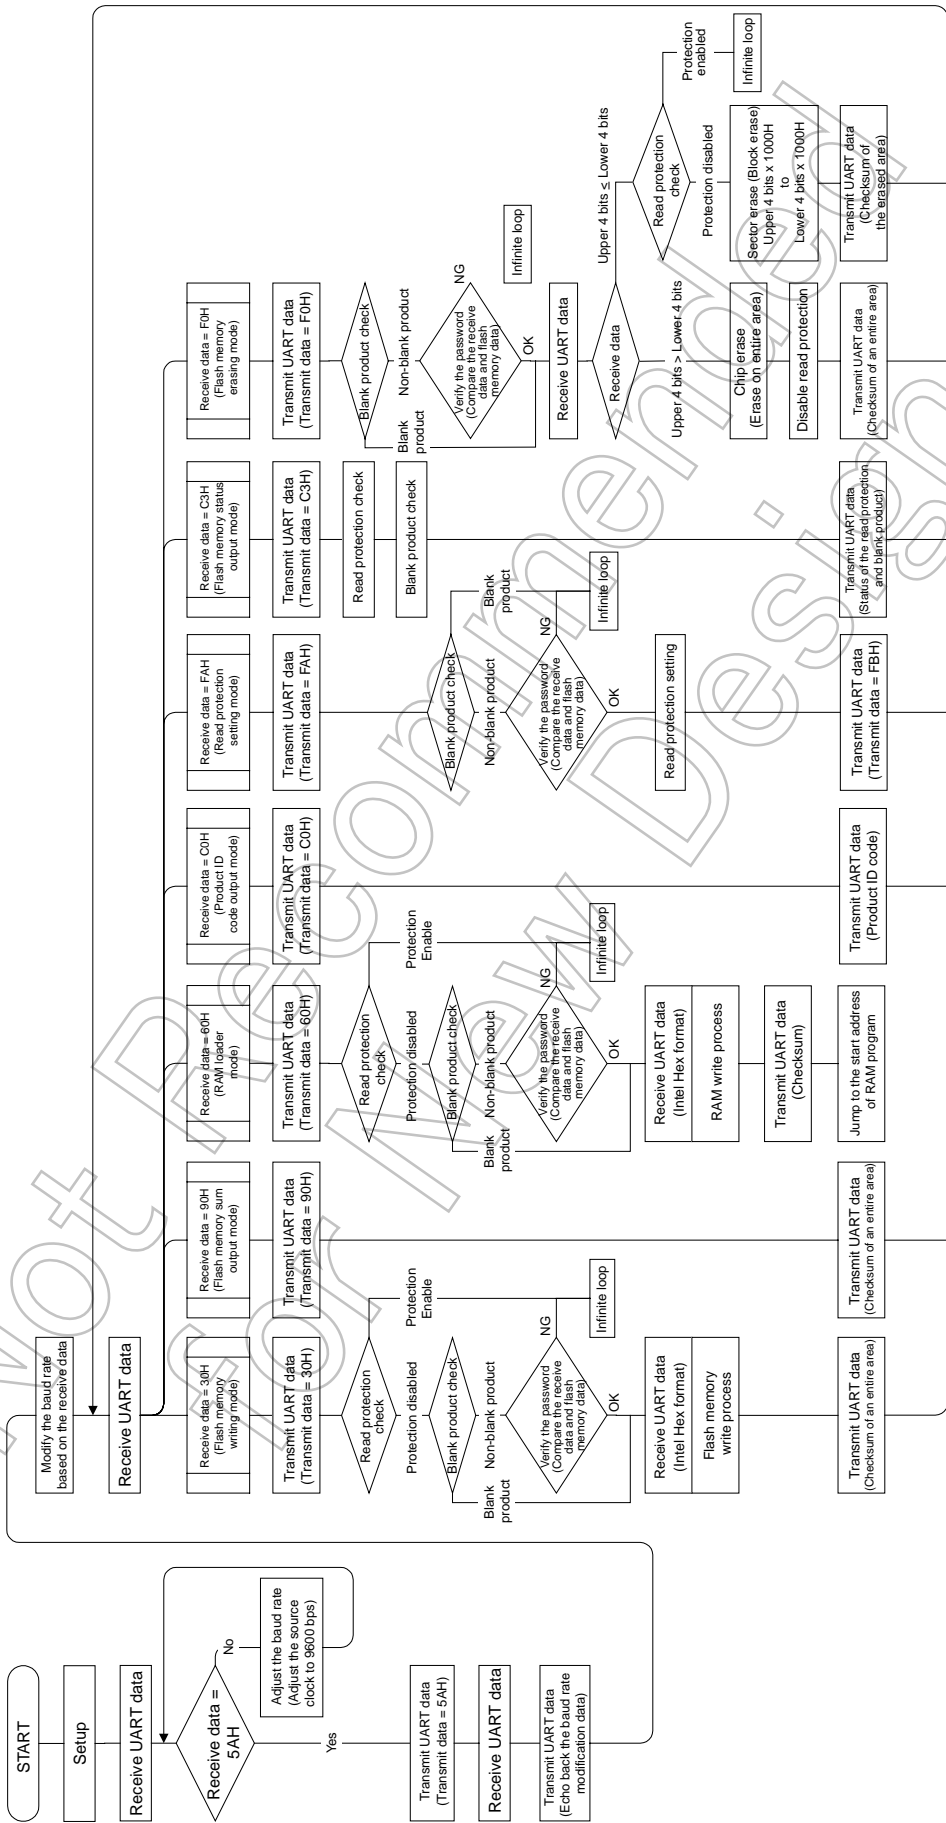 START
Setup
Receive UART data
Receive data =
5AH
No
Adjust the baud rate
(Adjust the source
clock to 9600 bps)
Yes
Transmit UART data
(Transmit data = 5AH)
Receive UART data
Transmit UART data
(Echo back the baud rate
modification data)
Modify the baud rate
based on the receive data
Receive UART data
Receive data = 30H
(Flash memory
writing mode)
Transmit UART data
(Transmit data = 30H)
Read protection
check
Protection
Enable
Protection disabled
Blank product check
Blank
product
Non-blank product
Verify the password
(Compare the receive
data and flash
memory data)
NG
Infinite loop
OK
Receive UART data
(Intel Hex format)
Flash memory
write process
Transmit UART data
(Checksum of an entire area)
Receive data = 90H
(Flash memory sum
output mode)
Transmit UART data
(Transmit data = 90H)
Transmit UART data
(Checksum of an entire area)
Receive data = 60H
(RAM loader
mode)
Transmit UART data
(Transmit data = 60H)
Read protection
check
Protection
Enable
Protection disabled
Blank product check
Blank
product
Non-blank product
Verify the password
(Compare the receive
data and flash
memory data)
NG
Infinite loop
OK
Receive UART data
(Intel Hex format)
RAM write process
Transmit UART data
(Checksum)
Jump to the start address
of RAM program
Receive data = C0H
(Product ID
code output mode)
Transmit UART data
(Transmit data = C0H)
Transmit UART data
(Product ID code)
Receive data = FAH
(Read protection
setting mode)
Transmit UART data
(Transmit data = FAH)
Blank product check
Blank
product
Non-blank product
Verify the password
(Compare the receive
data and flash
memory data)
NG
Infinite loop
OK
Read protection setting
Transmit UART data
(Transmit data = FBH)
Receive data = C3H
(Flash memory status
output mode)
Transmit UART data
(Transmit data = C3H)
Read protection check
Blank product check
Transmit UART data
(Status of the read protection
and blank product)
Receive data = F0H
(Flash memory
erasing mode)
Transmit UART data
(Transmit data = F0H)
Blank product check
Blank
product
Non-blank product
Verify the password
(Compare the receive
data and flash
memory data)
NG
Infinite loop
OK
Receive UART data
Receive data
Upper 4 bits > Lower 4 bits
Upper 4 bits ≤ Lower 4 bits
Chip erase
(Erase on entire area)
Disable read protection
Transmit UART data
(Checksum of an entire area)
Read protection
check
Protection
enabled
Infinite loop
Protection disabled
Sector erase (Block erase)
Upper 4 bits x 1000H
to
Lower 4 bits x 1000H
Transmit UART data
(Checksum of
the erased area)
Not Recommended
for New Design